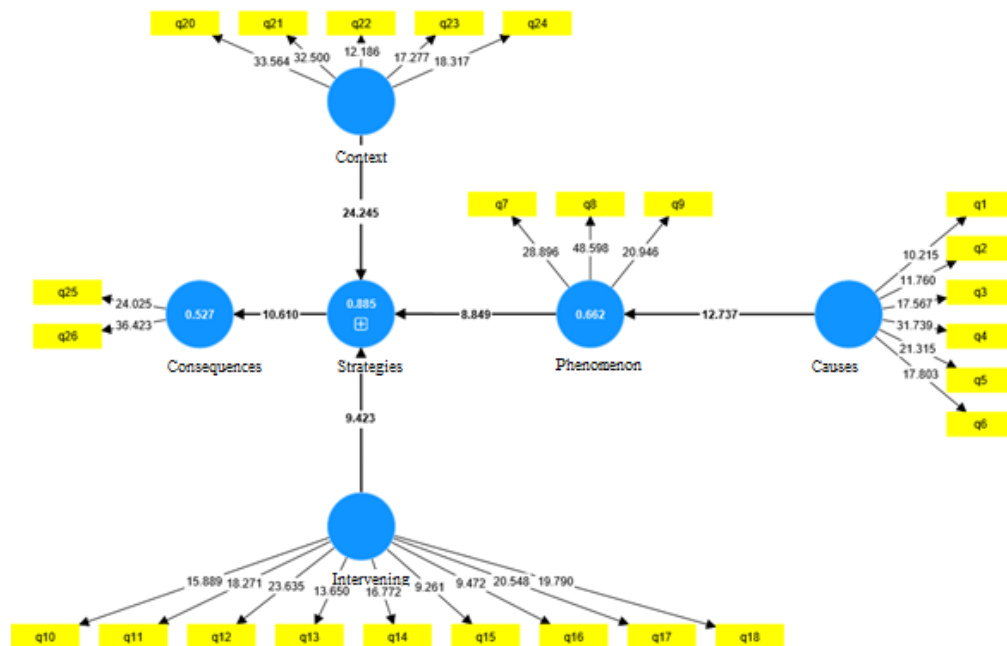 q20
q21
q22
q23
q24
33.564
32.500
12.186
17.277
18.317
Context
24.245
q7
q8
q9
28.896
48.598
20.946
q1
q2
q3
q4
q5
q6
10.215
11.760
17.567
31.739
21.315
17.803
q25
q26
24.025
36.423
0.527
10.610
0.885
8.849
0.662
12.737
Consequences
Strategies
Phenomenon
Causes
9.423
Intervening
15.889
18.271
23.635
13.650
16.772
9.261
9.472
20.548
19.790
q10
q11
q12
q13
q14
q15
q16
q17
q18